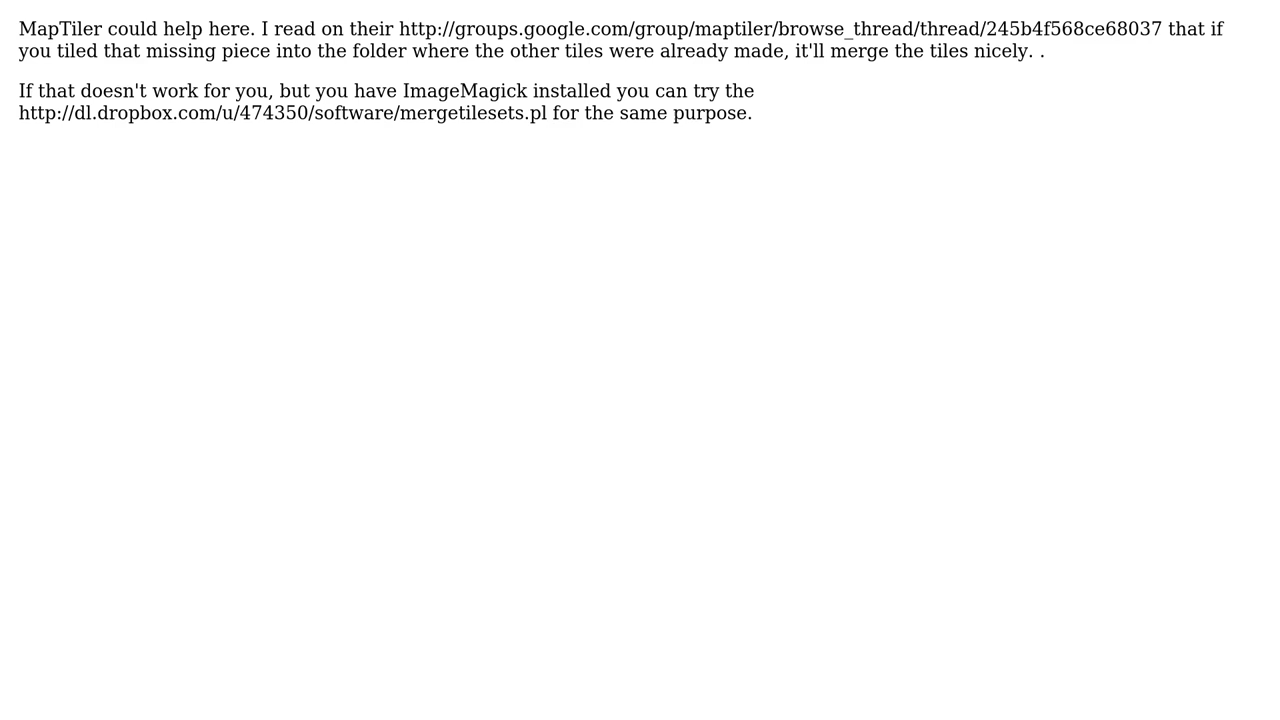 MapTiler could help here. I read on their http://groups.google.com/group/maptiler/browse_thread/thread/245b4f568ce68037 that if
you tiled that missing piece into the folder where the other tiles were already made, it'll merge the tiles nicely. .
If that doesn't work for you, but you have ImageMagick installed you can try the
http://dl.dropbox.com/u/474350/software/mergetilesets.pl for the same purpose.